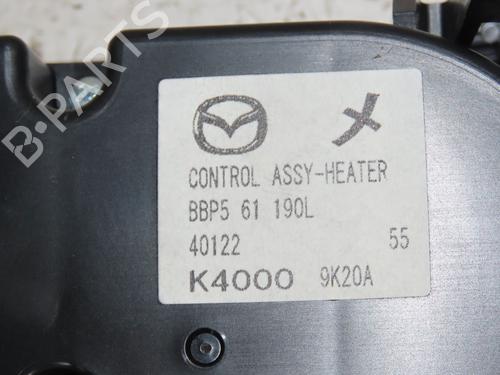 CONTROL ASSY-HEATER
BBP5 61 190L
40122 55
K4000 9K20A
B-PARTS